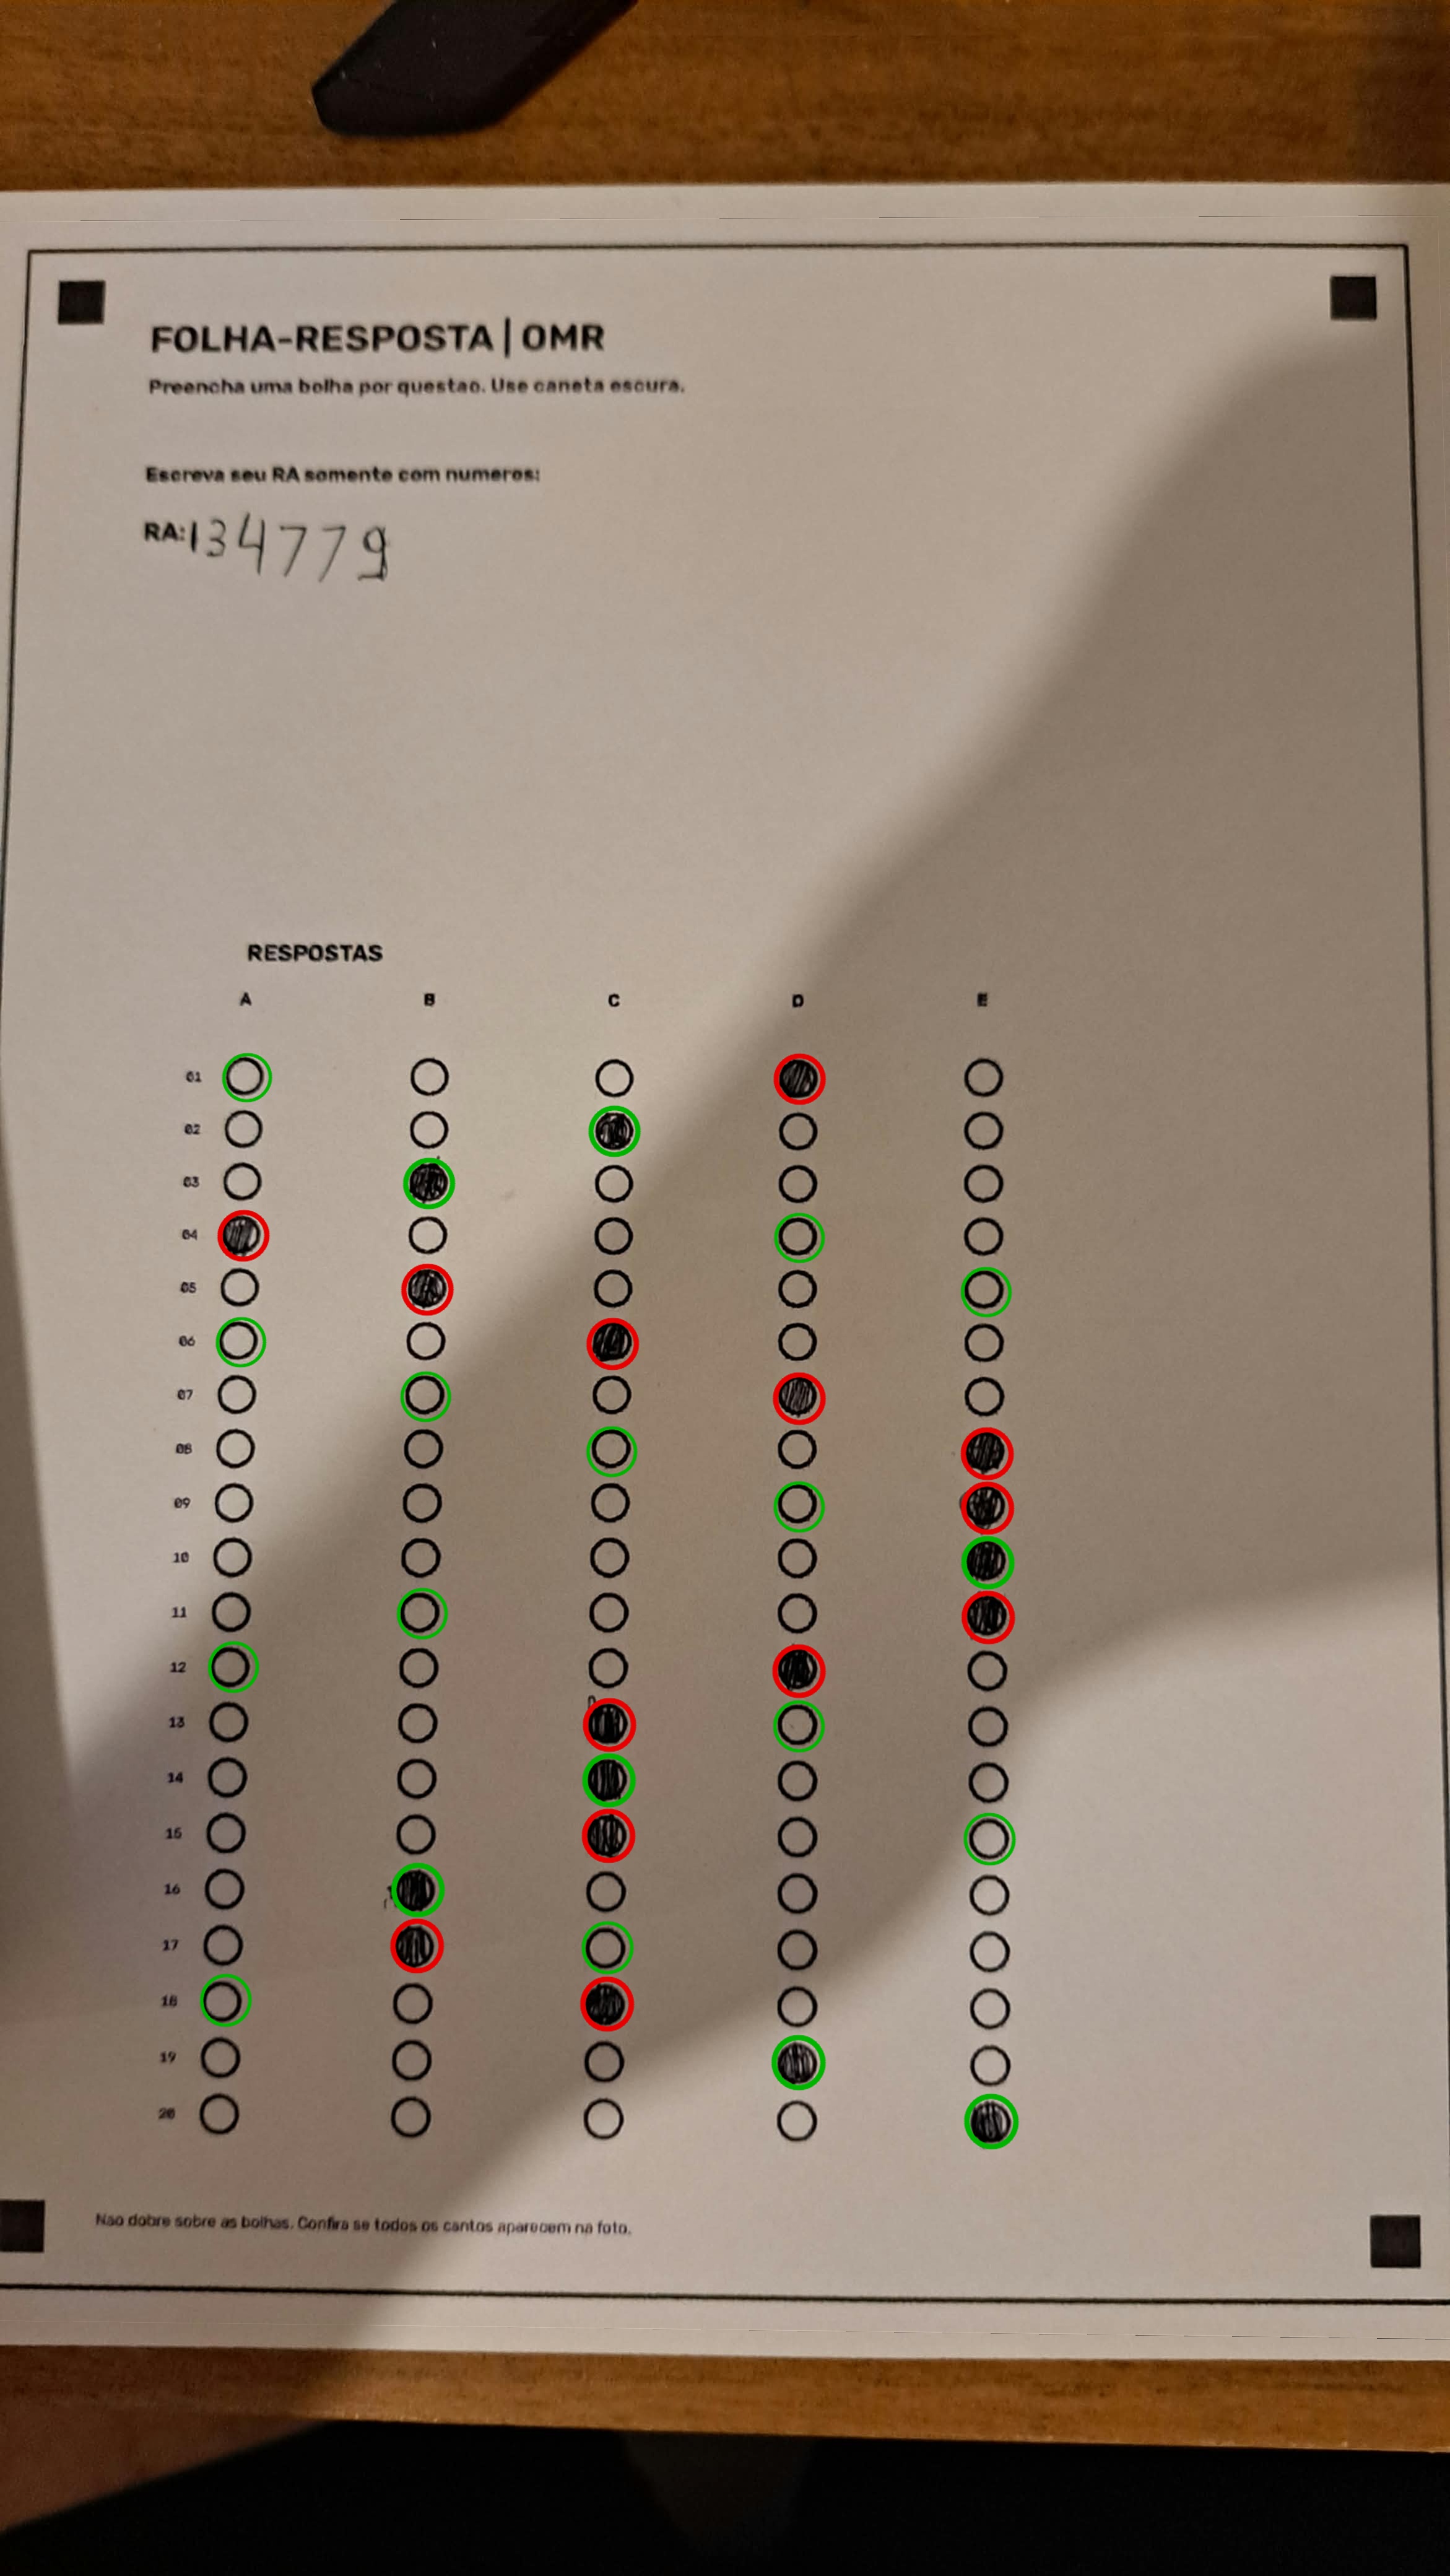 FOLHA-RESPOSTA | OMR
Preencha uma bolha por questao. Use caneta escura.
Escreva seu RA somente com numeros:
RA: 134779
RESPOSTAS
A B C D E
01
02
03
04
05
06
07
08
09
10
11
12
13
14
15
16
17
18
19
20
Nao dobre sobre as bolhas. Confira se todos os cantos aparecem na foto.